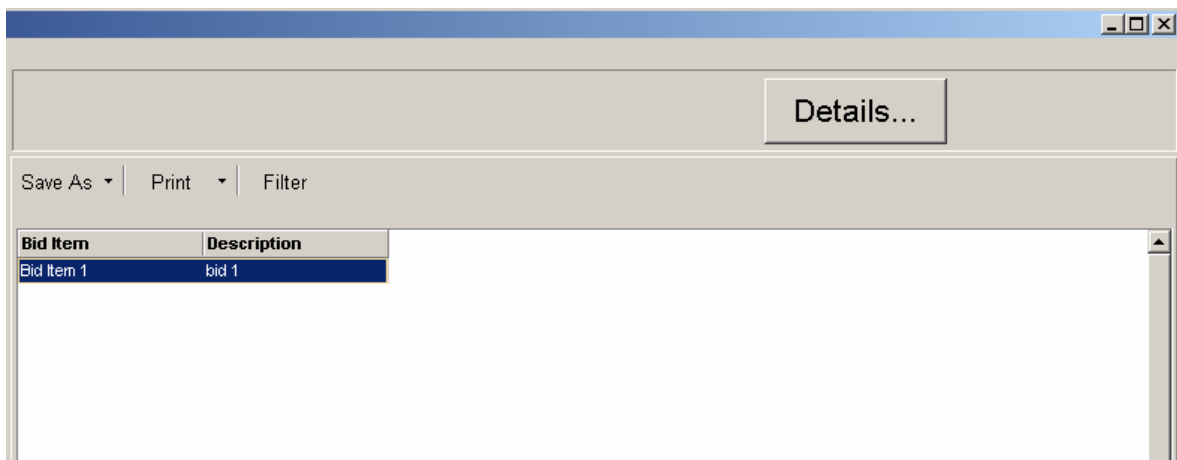 Details...
Save As Print Filter
Bid Item Description
Bid Item 1 bid 1